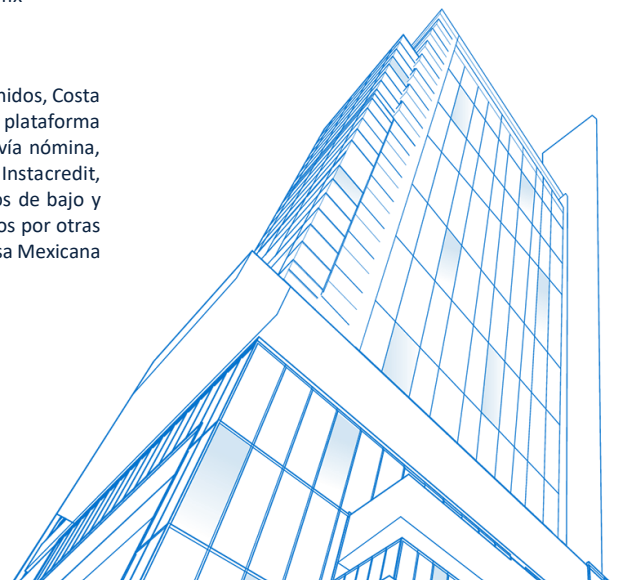 nidos, Costa
plataforma
vía nómina,
Instacredit,
os de bajo y
os por otras
sa Mexicana